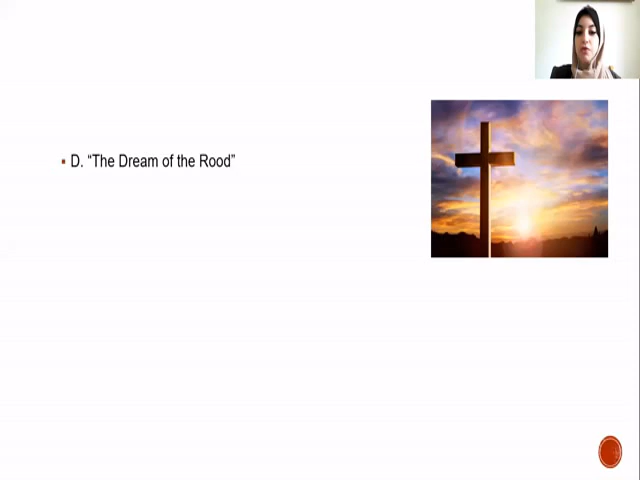 D. “The Dream of the Rood”